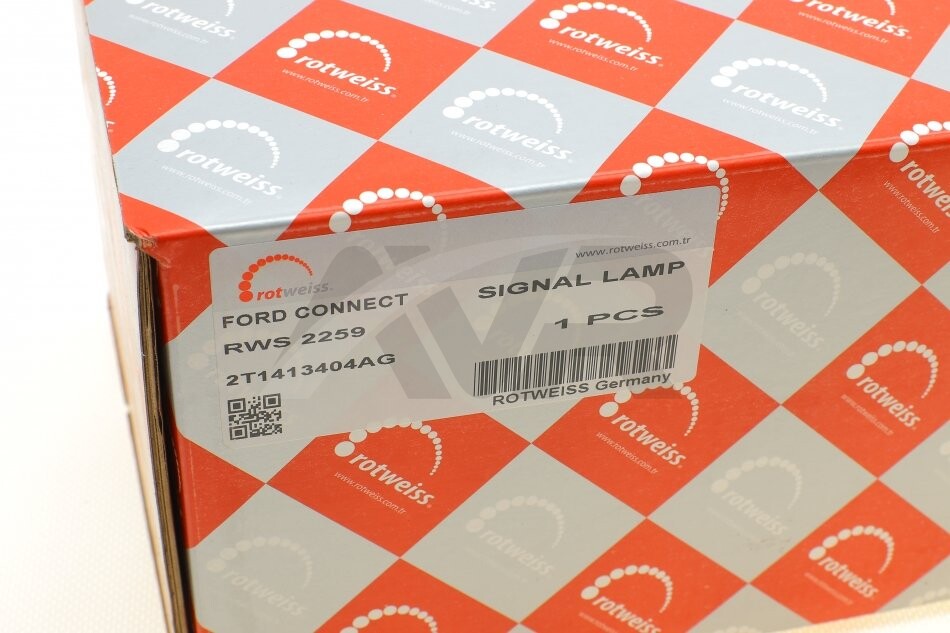 www.rotweiss.com.tr
rotweiss.
FORD CONNECT
SIGNAL LAMP
RWS 2259
1 PCS
2T1413404AG
ROTWEISS Germany
AVD
rotweiss.
www.rotweiss.com.tr